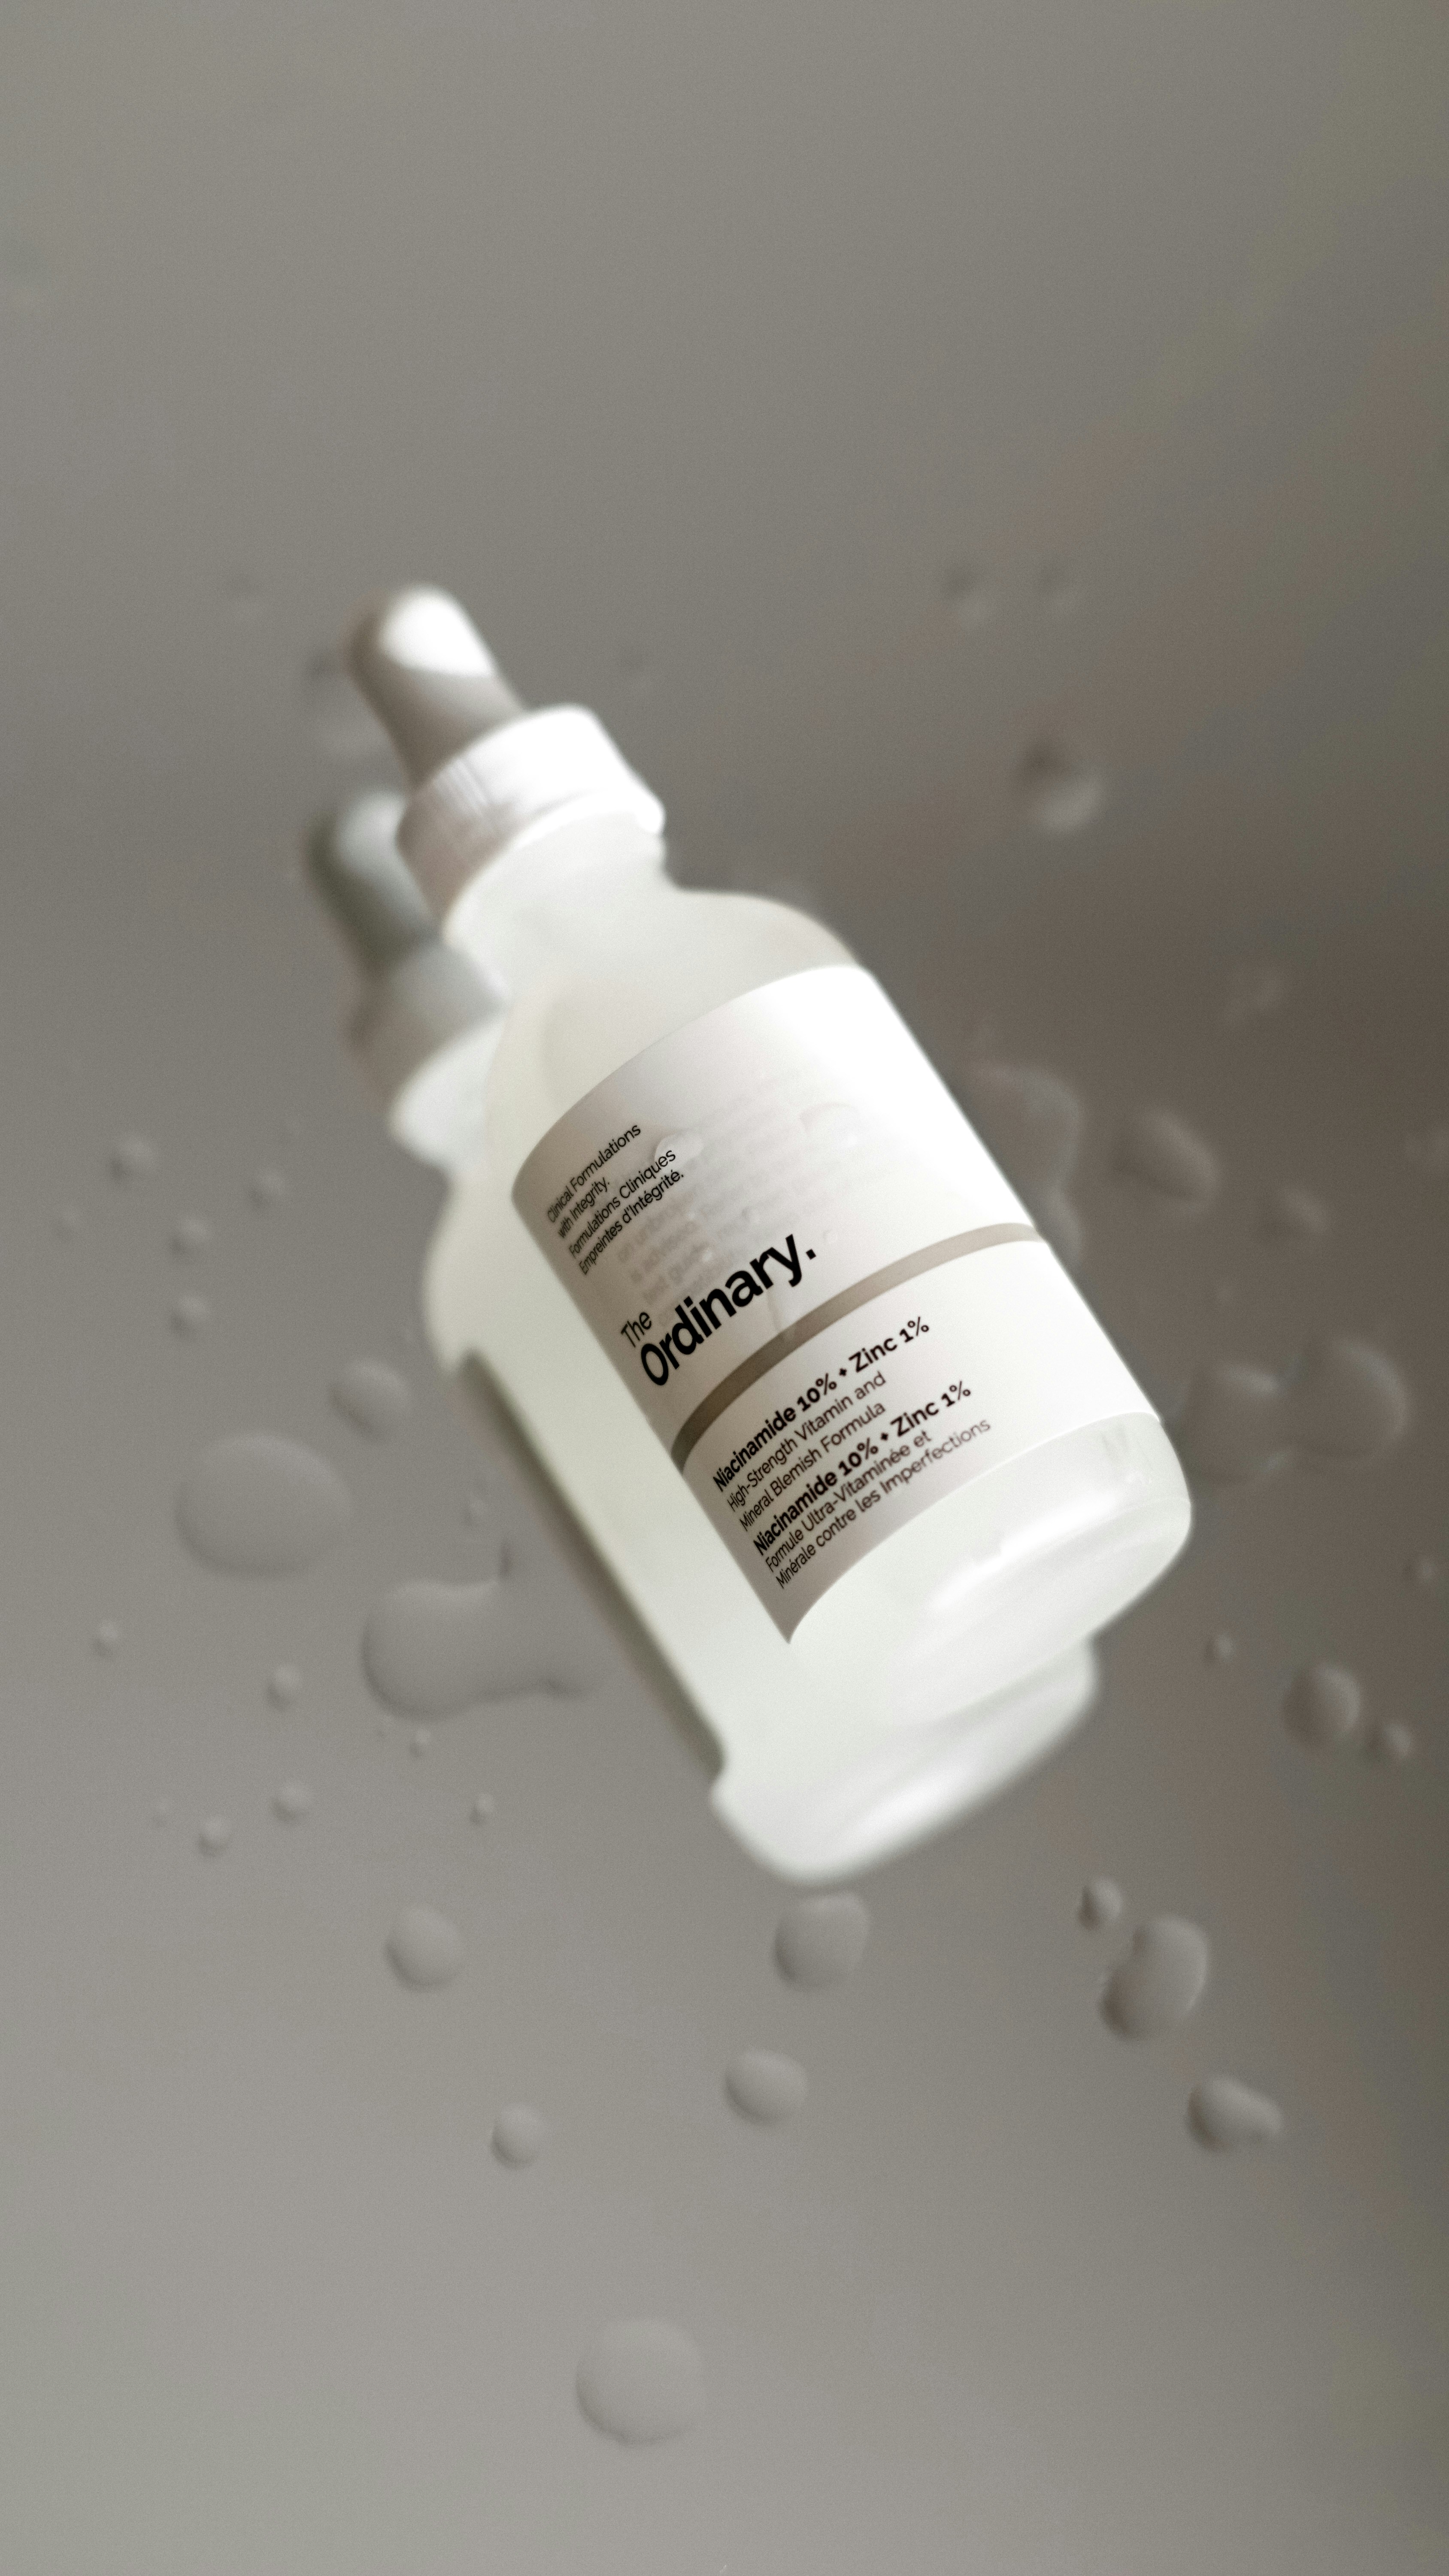 Clinical Formulations
with Integrity.
Formulations Cliniques
Empreintes d'Intégrité.
The
Ordinary.
Niacinamide 10% + Zinc 1%
High-Strength Vitamin and
Mineral Blemish Formula
Niacinamide 10% + Zinc 1%
Formule Ultra-Vitaminée et
Minérale contre les Imperfections